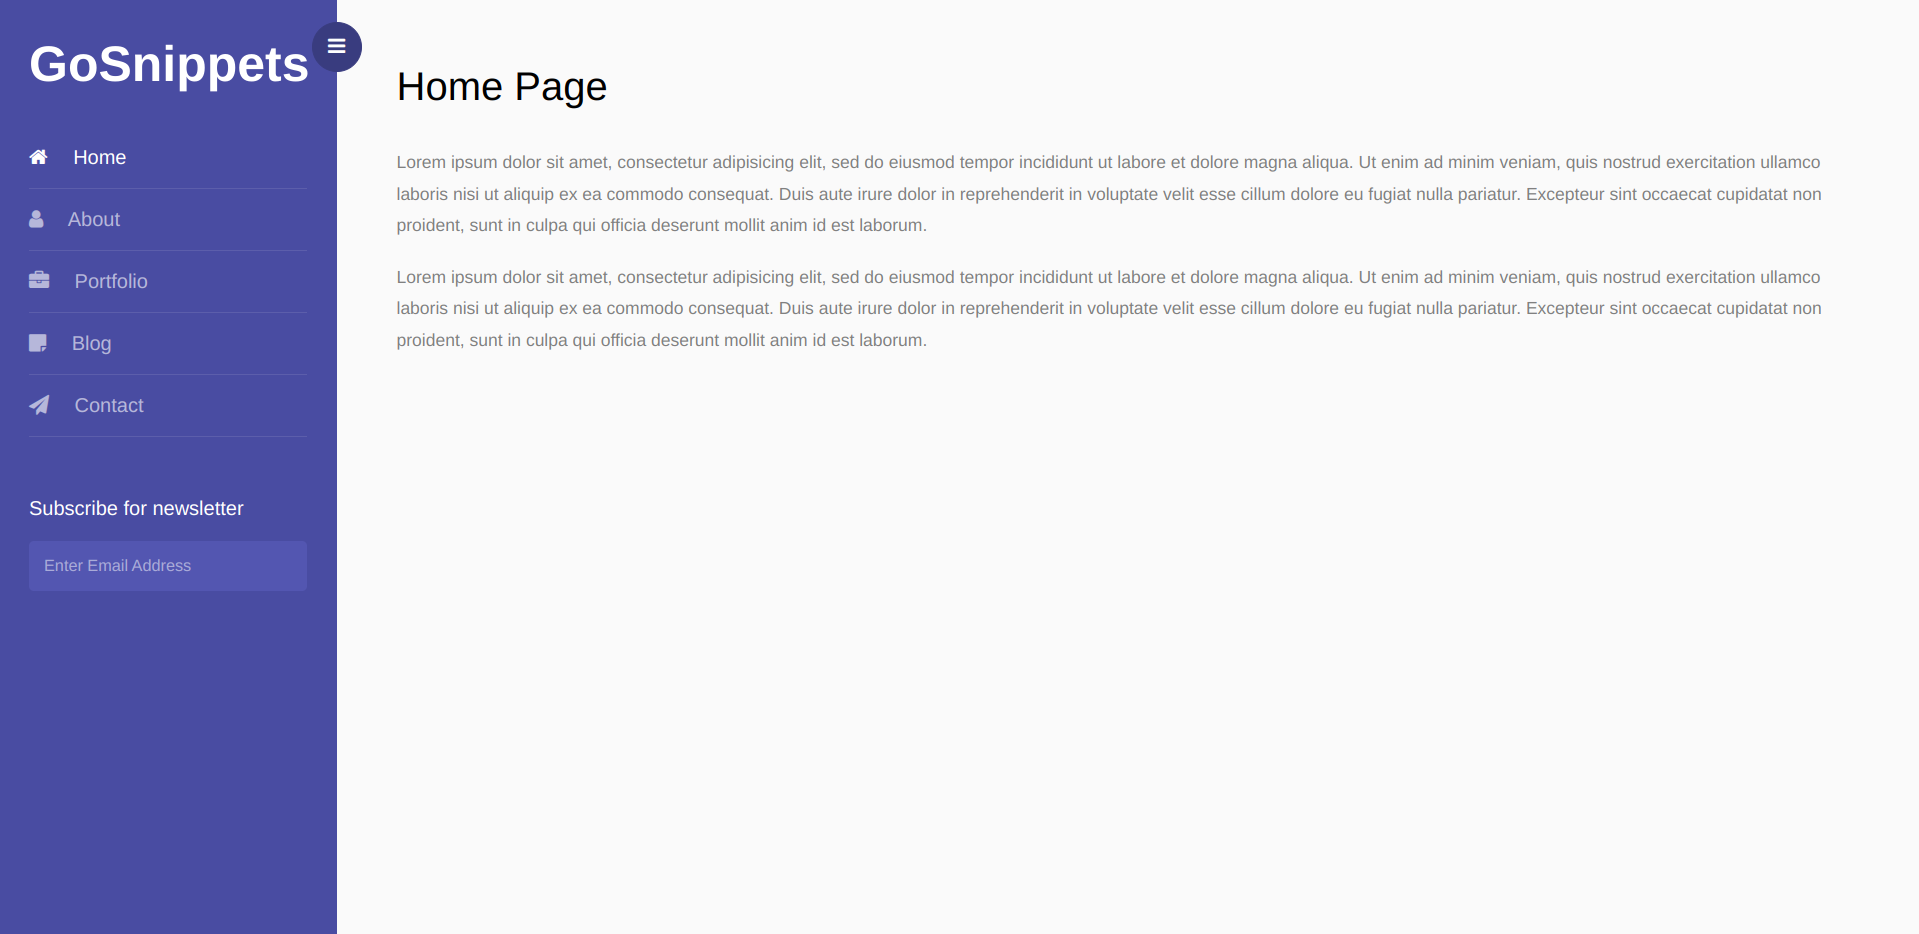 GoSnippets
Home
About
Portfolio
Blog
Contact
Subscribe for newsletter
Enter Email Address
Home Page
Lorem ipsum dolor sit amet, consectetur adipisicing elit, sed do eiusmod tempor incididunt ut labore et dolore magna aliqua. Ut enim ad minim veniam, quis nostrud exercitation ullamco
laboris nisi ut aliquip ex ea commodo consequat. Duis aute irure dolor in reprehenderit in voluptate velit esse cillum dolore eu fugiat nulla pariatur. Excepteur sint occaecat cupidatat non
proident, sunt in culpa qui officia deserunt mollit anim id est laborum.
Lorem ipsum dolor sit amet, consectetur adipisicing elit, sed do eiusmod tempor incididunt ut labore et dolore magna aliqua. Ut enim ad minim veniam, quis nostrud exercitation ullamco
laboris nisi ut aliquip ex ea commodo consequat. Duis aute irure dolor in reprehenderit in voluptate velit esse cillum dolore eu fugiat nulla pariatur. Excepteur sint occaecat cupidatat non
proident, sunt in culpa qui officia deserunt mollit anim id est laborum.